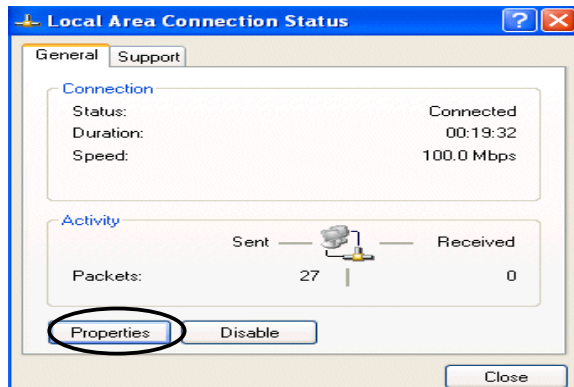 Local Area Connection Status
General Support
Connection
Status: Connected
Duration: 00:19:32
Speed: 100.0 Mbps
Activity
Sent Received
Packets: 27 0
Properties Disable
Close